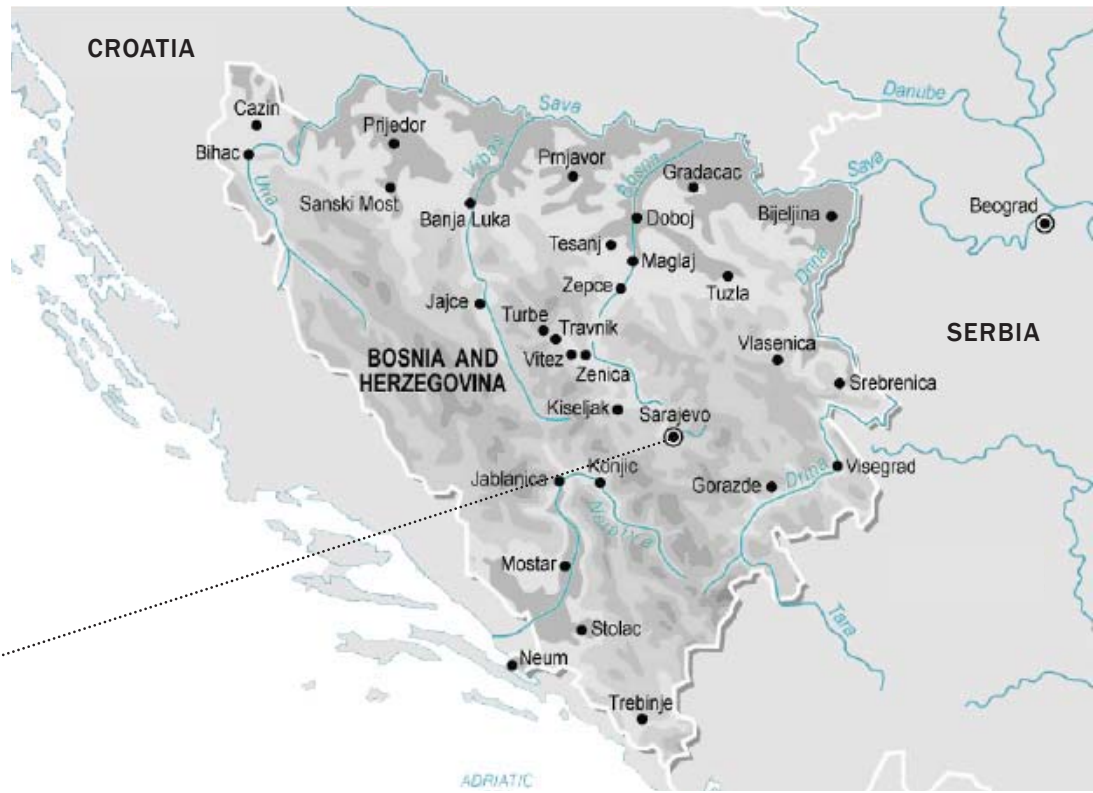 CROATIA
Danube
Sava
Cazin
Prijedor
Vrbas
Prnjavor
Bosnia
Gradacac
Sava
Bihac
Una
Sanski Most
Banja Luka
Doboj
Bijeljina
Beograd
Tesanj
Maglaj
Drina
Zepce
Tuzla
Jajce
Turbe
Travnik
SERBIA
BOSNIA AND
HERZEGOVINA
Vitez
Zenica
Vlasenica
Srebrenica
Kiseljak
Sarajevo
Jablanica
Konjic
Gorazde
Drina
Visegrad
Neretva
Mostar
Stolac
Tara
Neum
Trebinje
ADRIATIC